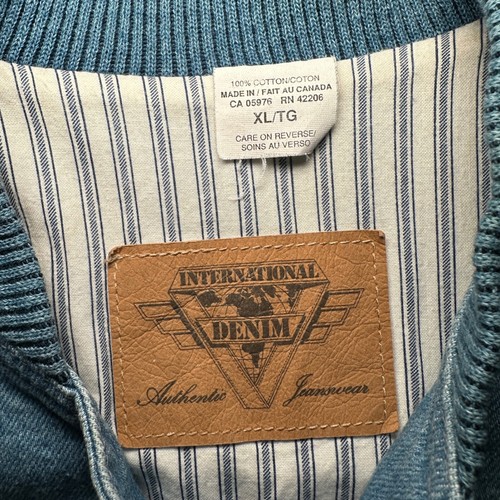 100% COTTON/COTON
MADE IN / FAIT AU CANADA
CA 05976 RN 42206
XL/TG
CARE ON REVERSE/
SOINS AU VERSO
INTERNATIONAL
DENIM
Authentic Jeanswear